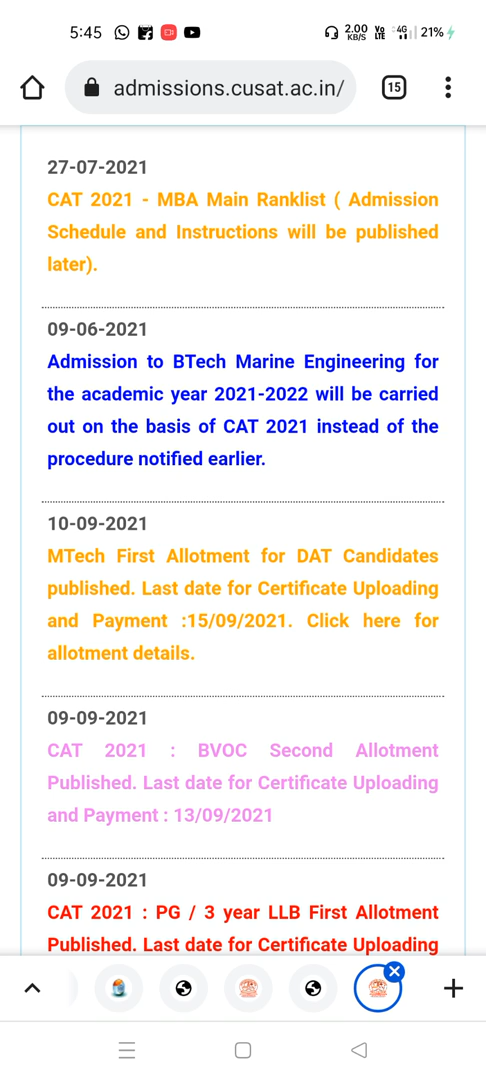 5:45
2.00 KB/S Vo LTE 4G 21%
admissions.cusat.ac.in/
15
27-07-2021
CAT 2021 - MBA Main Ranklist ( Admission
Schedule and Instructions will be published
later).
09-06-2021
Admission to BTech Marine Engineering for
the academic year 2021-2022 will be carried
out on the basis of CAT 2021 instead of the
procedure notified earlier.
10-09-2021
MTech First Allotment for DAT Candidates
published. Last date for Certificate Uploading
and Payment :15/09/2021. Click here for
allotment details.
09-09-2021
CAT 2021 : BVOC Second Allotment
Published. Last date for Certificate Uploading
and Payment : 13/09/2021
09-09-2021
CAT 2021 : PG / 3 year LLB First Allotment
Published. Last date for Certificate Uploading